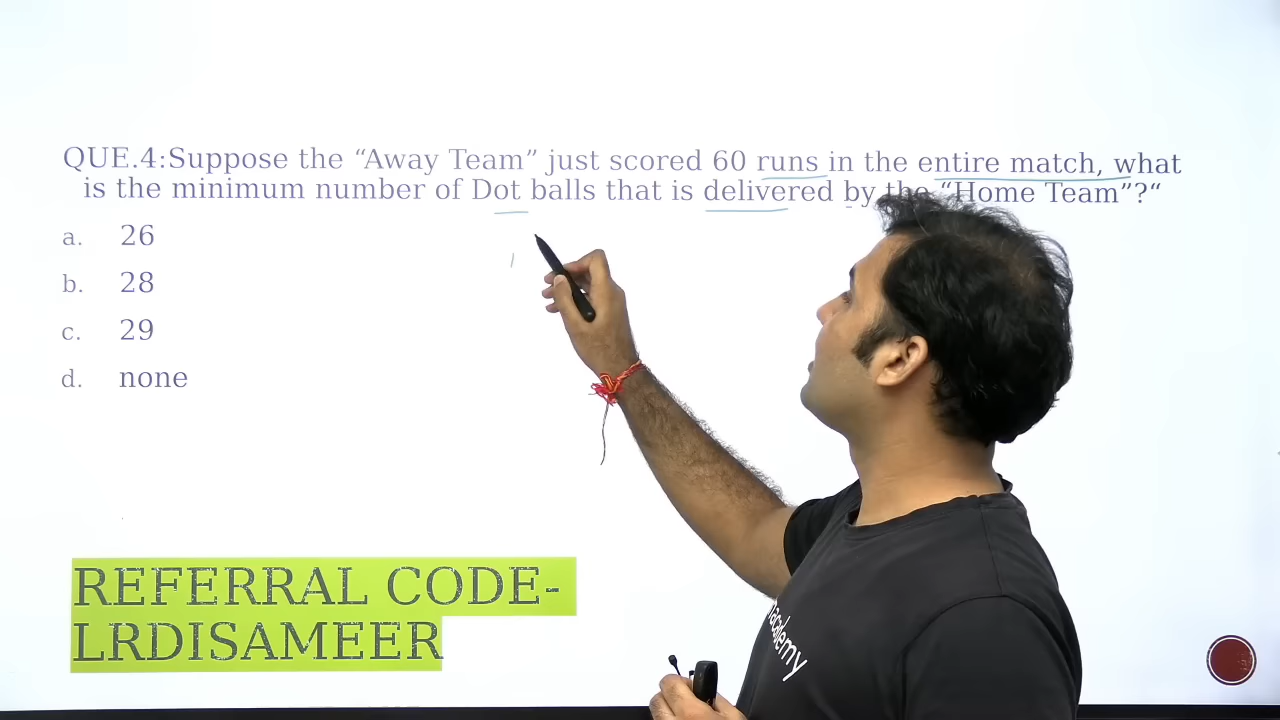 QUE.4:Suppose the “Away Team” just scored 60 runs in the entire match, what
is the minimum number of Dot balls that is delivered by the “Home Team”?“
a. 26
b. 28
c. 29
d. none
REFERRAL CODE-
LRDISAMEER
academy